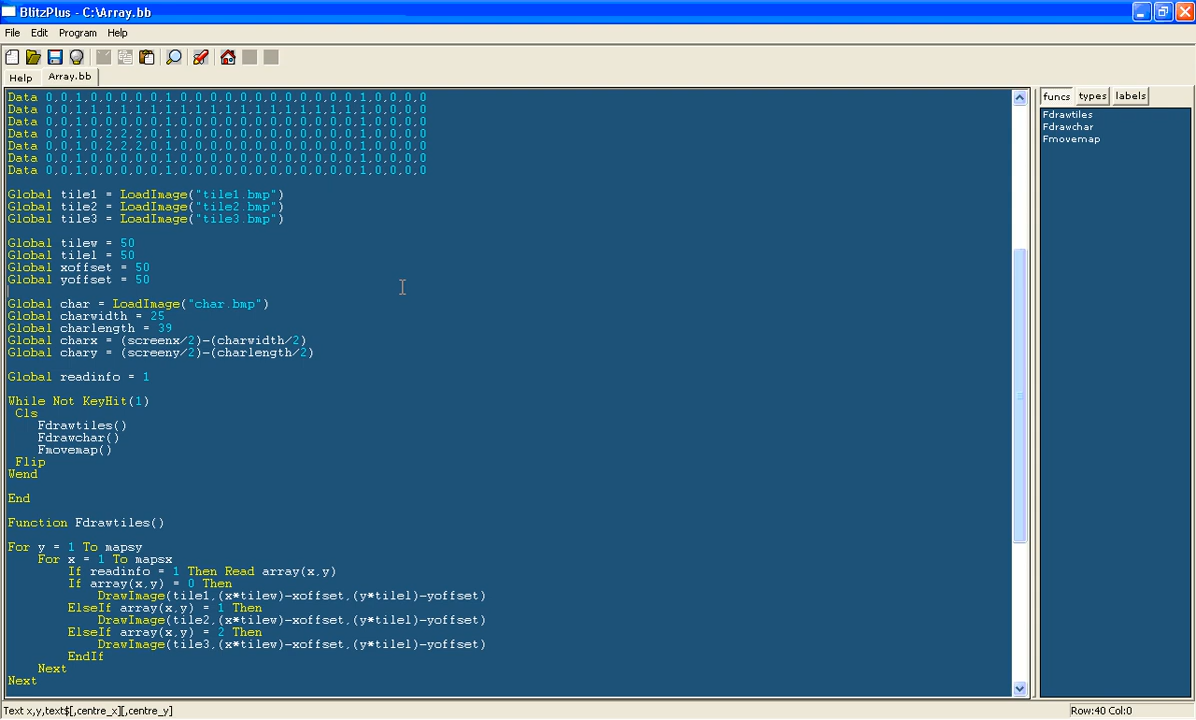 BlitzPlus - C:\Array.bb
File Edit Program Help
Help Array.bb
funcs types labels
Data 0,0,1,0,0,0,0,0,1,0,0,0,0,0,0,0,0,0,0,0,0,1,0,0,0,0
Data 1,1,1,1,1,1,1,1,1,1,1,1,1,1,1,1,1,1,1,1,1,1,0,0,0,0
Data 0,0,1,0,0,0,0,0,1,0,0,0,0,0,0,0,0,0,0,0,0,1,0,0,0,0
Data 0,0,1,0,2,2,2,0,1,0,0,0,0,0,0,0,0,0,0,0,0,1,0,0,0,0
Data 0,0,1,0,2,2,2,0,1,0,0,0,0,0,0,0,0,0,0,0,0,1,0,0,0,0
Data 0,0,1,0,0,0,0,0,1,0,0,0,0,0,0,0,0,0,0,0,0,1,0,0,0,0
Data 0,0,1,0,0,0,0,0,1,0,0,0,0,0,0,0,0,0,0,0,0,1,0,0,0,0
Global tile1 = LoadImage("tile1.bmp")
Global tile2 = LoadImage("tile2.bmp")
Global tile3 = LoadImage("tile3.bmp")
Global tilew = 50
Global tilel = 50
Global xoffset = 50
Global yoffset = 50
Global char = LoadImage("char.bmp")
Global charwidth = 25
Global charlength = 39
Global charx = (screenx/2)-(charwidth/2)
Global chary = (screeny/2)-(charlength/2)
Global readinfo = 1
While Not KeyHit(1)
Cls
Fdrawtiles()
Fdrawchar()
Fmovemap()
Flip
Wend
End
Function Fdrawtiles()
For y = 1 To mapsy
For x = 1 To mapsx
If readinfo = 1 Then Read array(x,y)
If array(x,y) = 0 Then
DrawImage(tile1,(x*tilew)-xoffset,(y*tilel)-yoffset)
ElseIf array(x,y) = 1 Then
DrawImage(tile2,(x*tilew)-xoffset,(y*tilel)-yoffset)
ElseIf array(x,y) = 2 Then
DrawImage(tile3,(x*tilew)-xoffset,(y*tilel)-yoffset)
EndIf
Next
Next
Fdrawtiles
Fdrawchar
Fmovemap
Text x,y,text$[,centre_x][,centre_y]
Row:40 Col:0